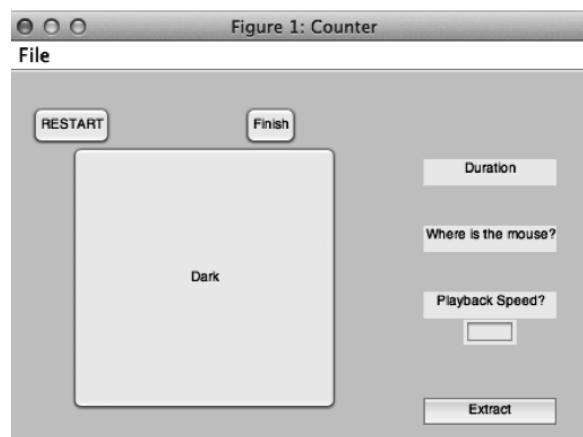 Figure 1: Counter
File
RESTART
Finish
Duration
Where is the mouse?
Dark
Playback Speed?
Extract